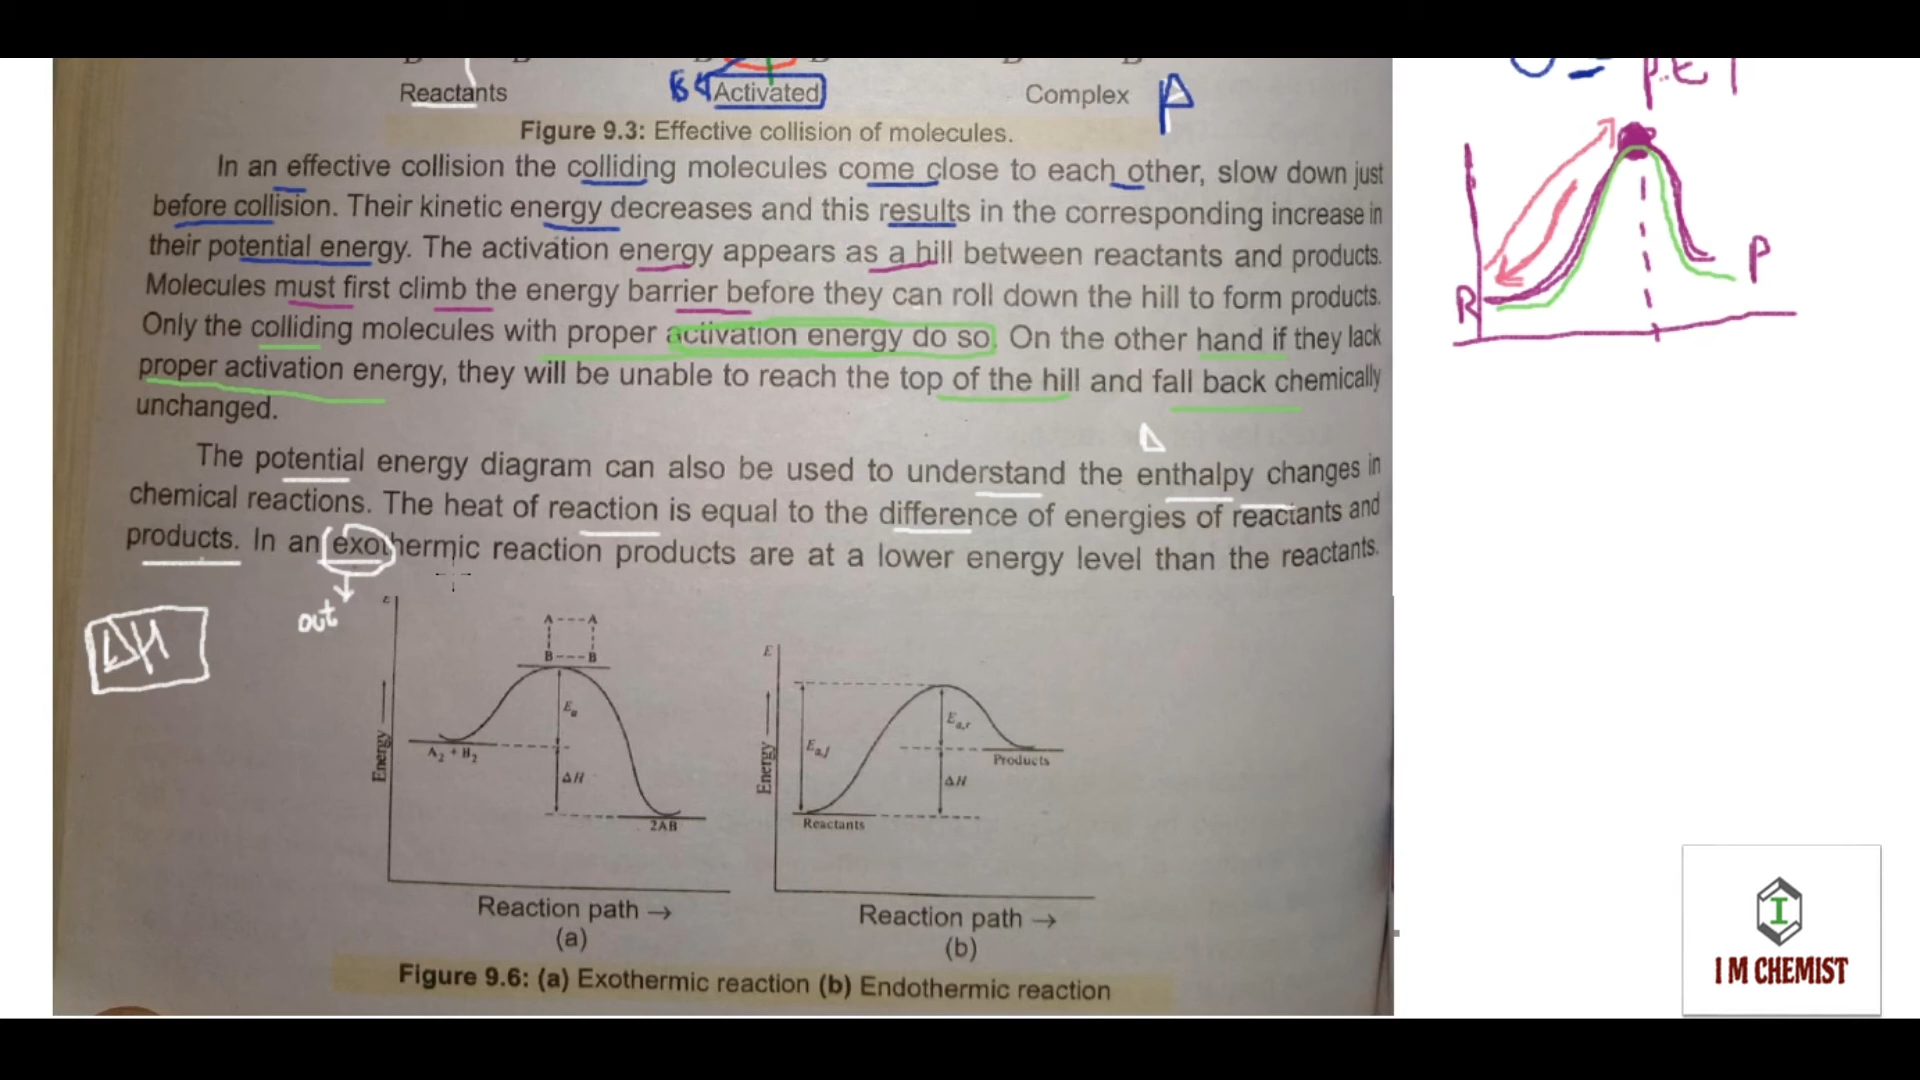 P.E
Reactants
Activated
Complex
P
Figure 9.3: Effective collision of molecules.
In an effective collision the colliding molecules come close to each other, slow down just
before collision. Their kinetic energy decreases and this results in the corresponding increase in
their potential energy. The activation energy appears as a hill between reactants and products.
Molecules must first climb the energy barrier before they can roll down the hill to form products.
Only the colliding molecules with proper activation energy do so. On the other hand if they lack
proper activation energy, they will be unable to reach the top of the hill and fall back chemically
unchanged.
R
P
Δ
The potential energy diagram can also be used to understand the enthalpy changes in
chemical reactions. The heat of reaction is equal to the difference of energies of reactants and
products. In an exothermic reaction products are at a lower energy level than the reactants.
out
ΔH
E
A---A
B---B
Energy
Ea
A2 + B2
ΔH
2AB
Reaction path →
(a)
E
Energy
Ea,r
Ea,f
Products
ΔH
Reactants
Reaction path →
(b)
Figure 9.6: (a) Exothermic reaction (b) Endothermic reaction
I
I M CHEMIST